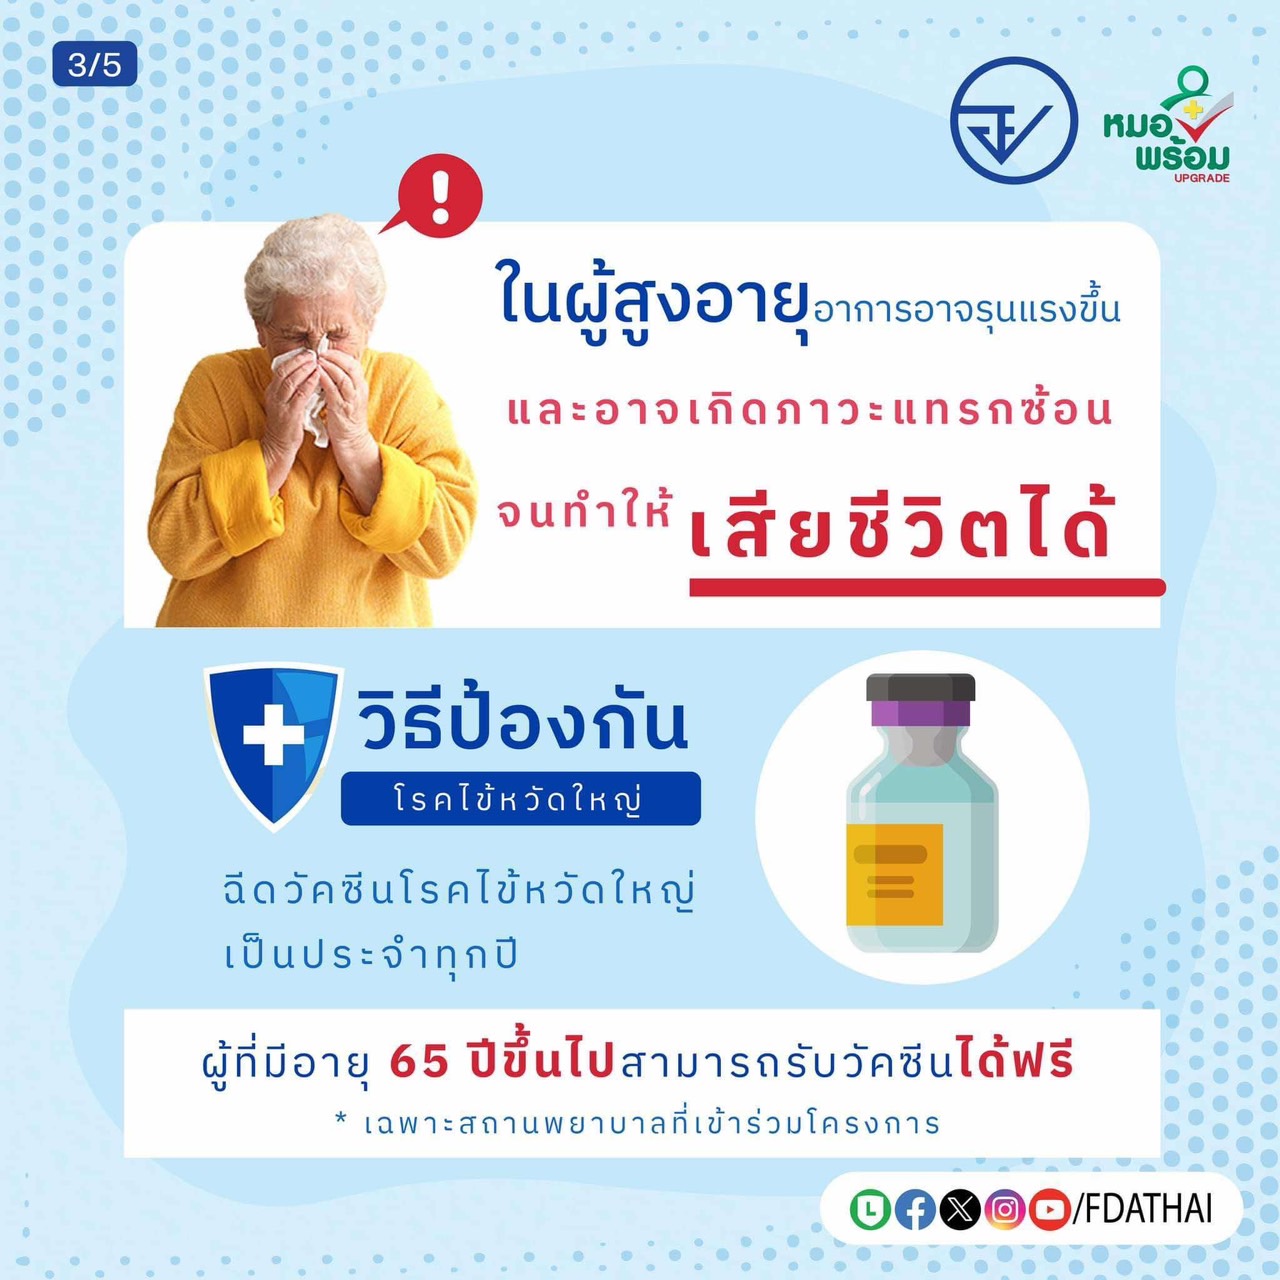 3/5
หมอ
พร้อม
UPGRADE
ในผู้สูงอายุอาการอาจรุนแรงขึ้น
และอาจเกิดภาวะแทรกซ้อน
จนทำให้ เสียชีวิตได้
วิธีป้องกัน
โรคไข้หวัดใหญ่
ฉีดวัคซีนโรคไข้หวัดใหญ่
เป็นประจำทุกปี
ผู้ที่มีอายุ 65 ปีขึ้นไปสามารถรับวัคซีนได้ฟรี
* เฉพาะสถานพยาบาลที่เข้าร่วมโครงการ
/FDATHAI